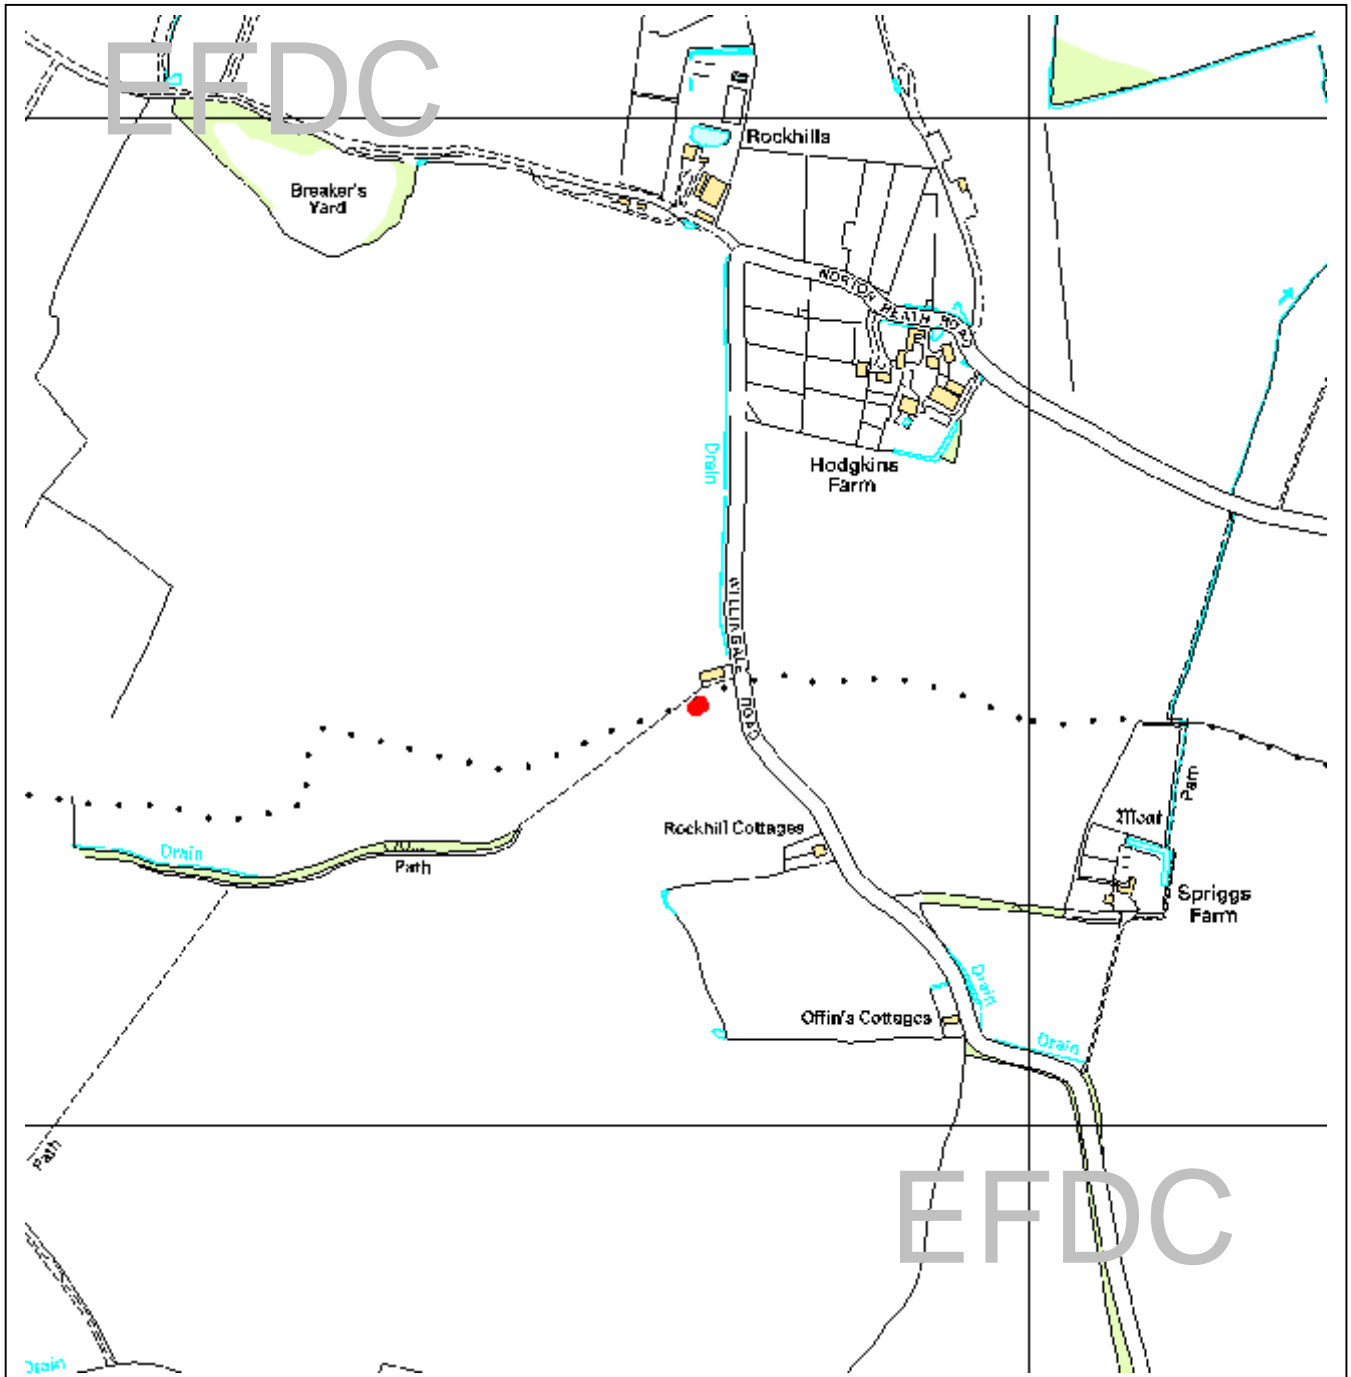 EFDC
Rockhills
Breaker's
Yard
NORTON HEATH ROAD
Drain
Hodgkins
Farm
WILLINGALE ROAD
Path
Moat
Rockhill Cottages
Drain
Path
Spriggs
Farm
Drain
Offin's Cottages
Drain
Path
EFDC
Drain